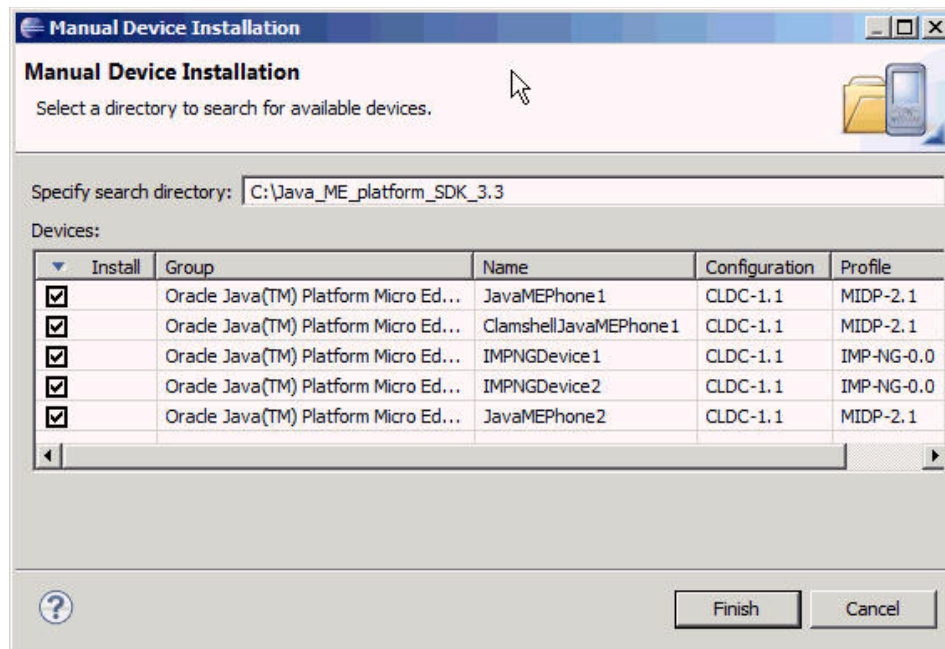 Manual Device Installation
Manual Device Installation
Select a directory to search for available devices.
Specify search directory: C:\Java_ME_platform_SDK_3.3
Devices:
Install Group Name Configuration Profile
Oracle Java(TM) Platform Micro Ed... JavaMEPhone1 CLDC-1.1 MIDP-2.1
Oracle Java(TM) Platform Micro Ed... ClamshellJavaMEPhone1 CLDC-1.1 MIDP-2.1
Oracle Java(TM) Platform Micro Ed... IMPNGDevice1 CLDC-1.1 IMP-NG-0.0
Oracle Java(TM) Platform Micro Ed... IMPNGDevice2 CLDC-1.1 IMP-NG-0.0
Oracle Java(TM) Platform Micro Ed... JavaMEPhone2 CLDC-1.1 MIDP-2.1
? Finish Cancel